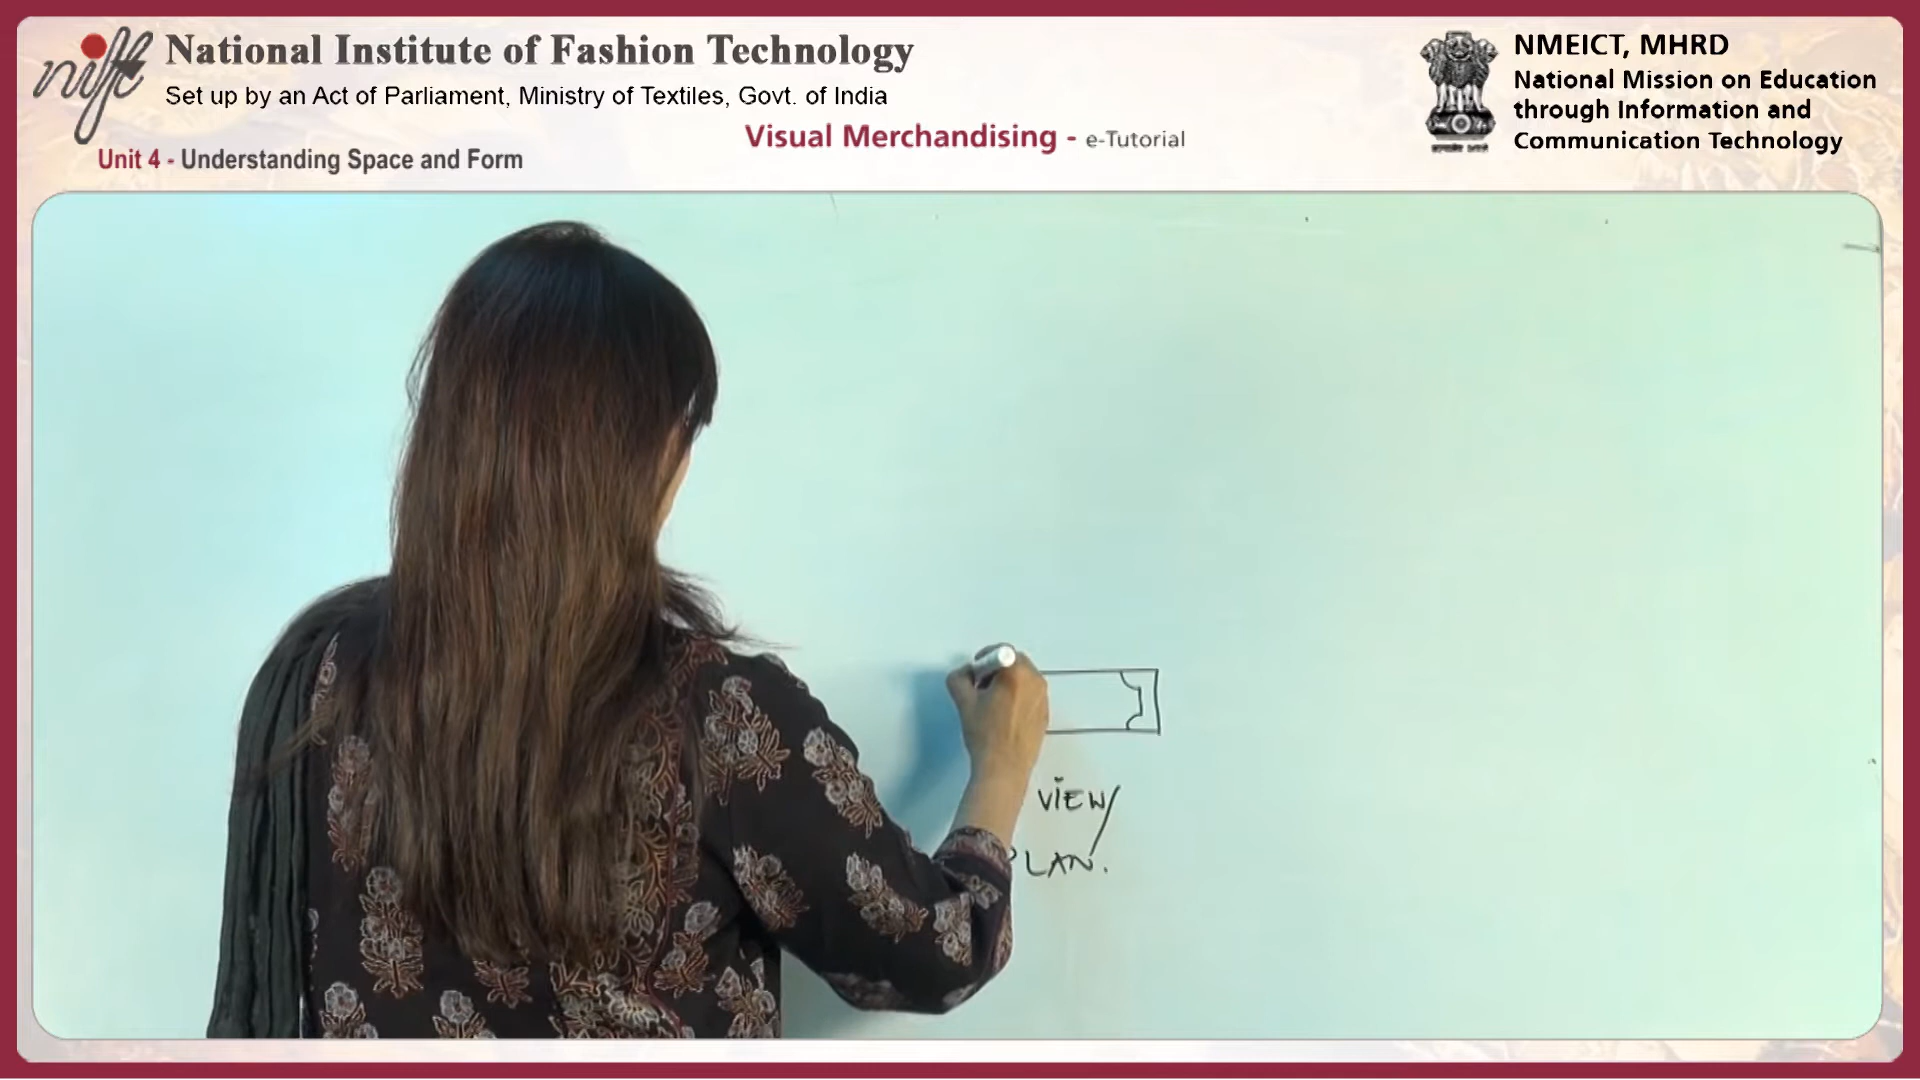 nift
National Institute of Fashion Technology
Set up by an Act of Parliament, Ministry of Textiles, Govt. of India
Visual Merchandising - e-Tutorial
Unit 4 - Understanding Space and Form
NMEICT, MHRD
National Mission on Education
through Information and
Communication Technology
VIEW/
PLAN.